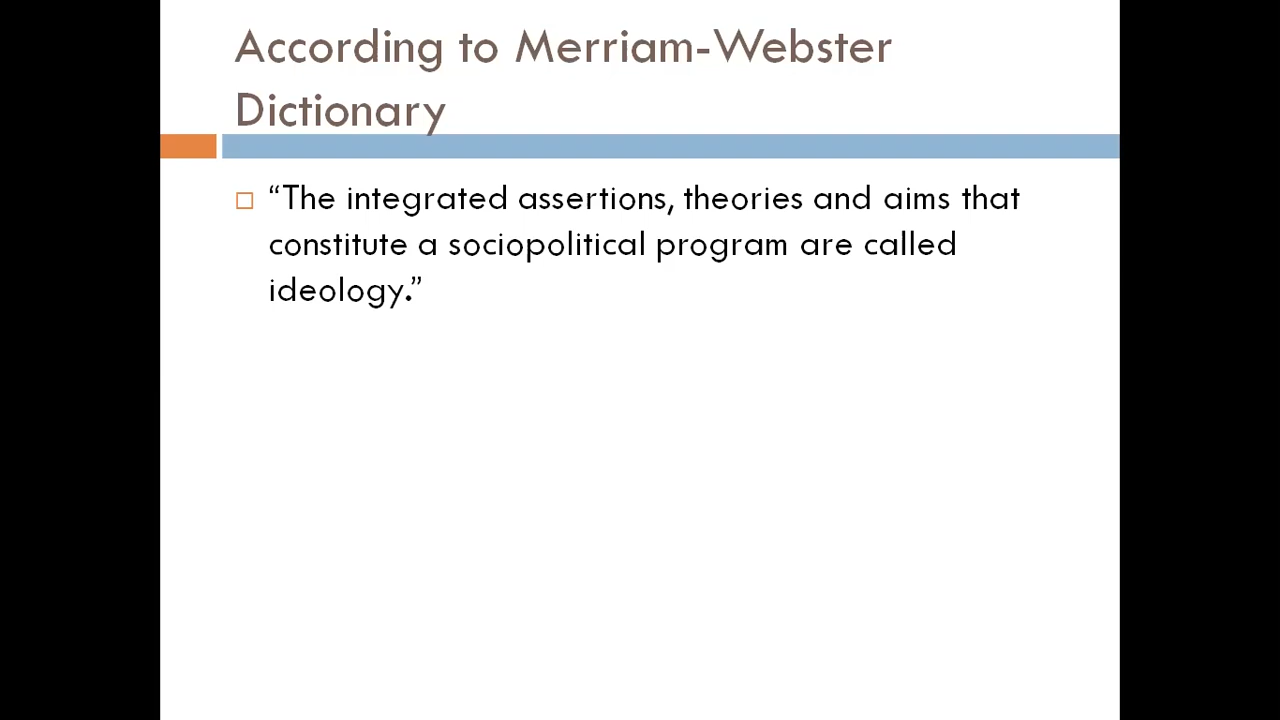 According to Merriam-Webster
Dictionary
“The integrated assertions, theories and aims that
constitute a sociopolitical program are called
ideology.”